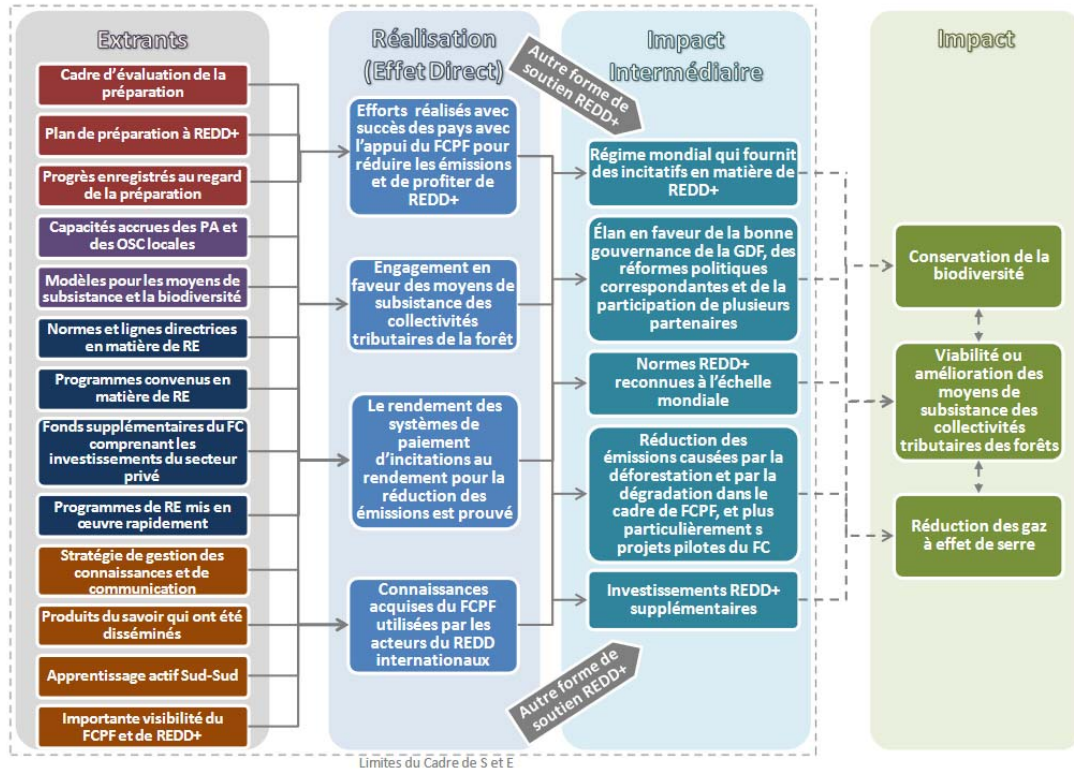 Extrants
Cadre d'évaluation de la
préparation
Plan de préparation à REDD+
Progrès enregistrés au regard
de la préparation
Capacités accrues des PA et
des OSC locales
Modèles pour les moyens de
subsistance et la biodiversité
Normes et lignes directrices
en matière de RE
Programmes convenus en
matière de RE
Fonds supplémentaires du FC
comprenant les
investissements du secteur
privé
Programmes de RE mis en
œuvre rapidement
Stratégie de gestion des
connaissances et de
communication
Produits du savoir qui ont été
disséminés
Apprentissage actif Sud-Sud
Importante visibilité du
FCPF et de REDD+
Réalisation
(Effet Direct)
Efforts réalisés avec
succès des pays avec
l'appui du FCPF pour
réduire les émissions
et de profiter de
REDD+
Engagement en
faveur des moyens de
subsistance des
collectivités
tributaires de la forêt
Le rendement des
systèmes de
paiement
d'incitations au
rendement pour la
réduction des
émissions est prouvé
Connaissances
acquises du FCPF
utilisées par les
acteurs du REDD
internationaux
Autre forme de
soutien REDD+
Impact
Intermédiaire
Régime mondial qui fournit
des incitatifs en matière de
REDD+
Élan en faveur de la bonne
gouvernance de la GDF, des
réformes politiques
correspondantes et de la
participation de plusieurs
partenaires
Normes REDD+
reconnues à l'échelle
mondiale
Réduction des
émissions causées par la
déforestation et par la
dégradation dans le
cadre de FCPF, et plus
particulièrement s
projets pilotes du FC
Investissements REDD+
supplémentaires
Autre forme de
soutien REDD+
Impact
Conservation de la
biodiversité
Viabilité ou
amélioration des
moyens de
subsistance des
collectivités
tributaires des forêts
Réduction des gaz
à effet de serre
Limites du Cadre de S et E